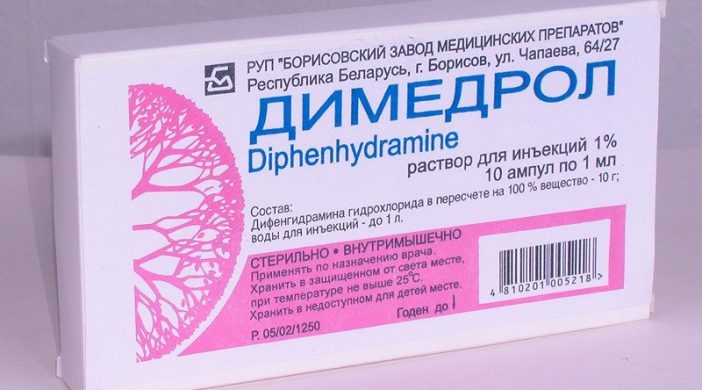 РУП "БОРИСОВСКИЙ ЗАВОД МЕДИЦИНСКИХ ПРЕПАРАТОВ"
Республика Беларусь, г. Борисов, ул. Чапаева, 64/27
ДИМЕДРОЛ
Diphenhydramine
раствор для инъекций 1%
10 ампул по 1 мл
Состав:
Дифенгидрамина гидрохлорида в пересчете на 100 % вещество - 10 г;
воды для инъекций - до 1 л.
СТЕРИЛЬНО • ВНУТРИМЫШЕЧНО
Применять по назначению врача.
Хранить в защищенном от света месте,
при температуре не выше 25°С.
Хранить в недоступном для детей месте.
Годен до
4 810201 005218 >
Р. 05/02/1250